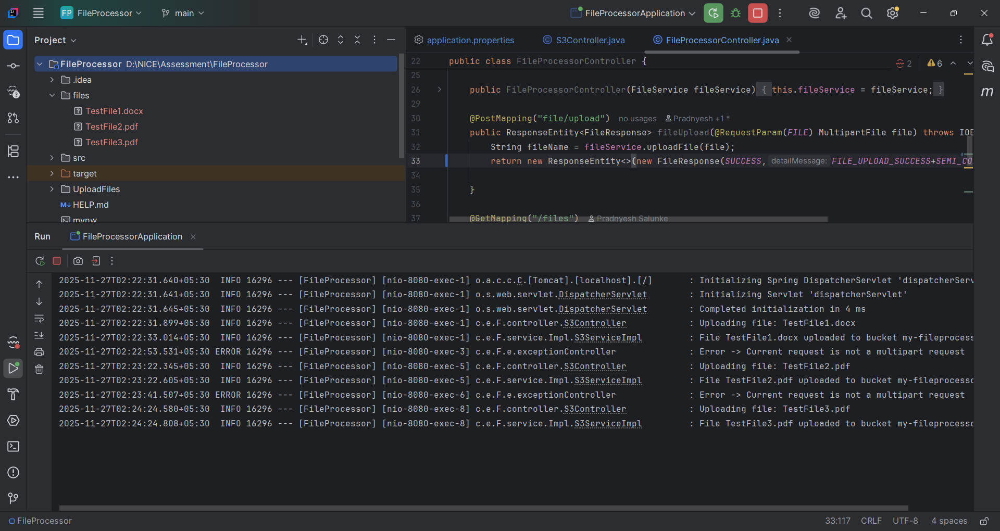 FP FileProcessor main FileProcessorApplication
Project
FileProcessor D:\NICE\Assessment\FileProcessor
.idea
files
TestFile1.docx
TestFile2.pdf
TestFile3.pdf
src
target
UploadFiles
HELP.md
mvnw
application.properties S3Controller.java FileProcessorController.java
22 public class FileProcessorController {
2 6
25
26 public FileProcessorController(FileService fileService) { this.fileService = fileService; }
29
30 @PostMapping("file/upload") no usages Pradnyesh +1 *
31 public ResponseEntity<FileResponse> fileUpload(@RequestParam(FILE) MultipartFile file) throws IOE
32 String fileName = fileService.uploadFile(file);
33 return new ResponseEntity<>(new FileResponse(SUCCESS, detailMessage: FILE_UPLOAD_SUCCESS+SEMI_CO
34
35 }
36
37 @GetMapping("/files") Pradnyesh Salunke
m
Run FileProcessorApplication
2025-11-27T02:22:31.640+05:30 INFO 16296 --- [FileProcessor] [nio-8080-exec-1] o.a.c.c.C.[Tomcat].[localhost].[/] : Initializing Spring DispatcherServlet 'dispatcherServ
2025-11-27T02:22:31.641+05:30 INFO 16296 --- [FileProcessor] [nio-8080-exec-1] o.s.web.servlet.DispatcherServlet : Initializing Servlet 'dispatcherServlet'
2025-11-27T02:22:31.645+05:30 INFO 16296 --- [FileProcessor] [nio-8080-exec-1] o.s.web.servlet.DispatcherServlet : Completed initialization in 4 ms
2025-11-27T02:22:31.899+05:30 INFO 16296 --- [FileProcessor] [nio-8080-exec-1] c.e.F.controller.S3Controller : Uploading file: TestFile1.docx
2025-11-27T02:22:33.014+05:30 INFO 16296 --- [FileProcessor] [nio-8080-exec-1] c.e.F.service.Impl.S3ServiceImpl : File TestFile1.docx uploaded to bucket my-fileprocess
2025-11-27T02:22:53.531+05:30 ERROR 16296 --- [FileProcessor] [nio-8080-exec-3] c.e.F.e.exceptionController : Error -> Current request is not a multipart request
2025-11-27T02:23:22.345+05:30 INFO 16296 --- [FileProcessor] [nio-8080-exec-5] c.e.F.controller.S3Controller : Uploading file: TestFile2.pdf
2025-11-27T02:23:22.605+05:30 INFO 16296 --- [FileProcessor] [nio-8080-exec-5] c.e.F.service.Impl.S3ServiceImpl : File TestFile2.pdf uploaded to bucket my-fileprocesso
2025-11-27T02:23:41.507+05:30 ERROR 16296 --- [FileProcessor] [nio-8080-exec-6] c.e.F.e.exceptionController : Error -> Current request is not a multipart request
2025-11-27T02:24:24.580+05:30 INFO 16296 --- [FileProcessor] [nio-8080-exec-8] c.e.F.controller.S3Controller : Uploading file: TestFile3.pdf
2025-11-27T02:24:24.808+05:30 INFO 16296 --- [FileProcessor] [nio-8080-exec-8] c.e.F.service.Impl.S3ServiceImpl : File TestFile3.pdf uploaded to bucket my-fileprocesso
FileProcessor 33:117 CRLF UTF-8 4 spaces